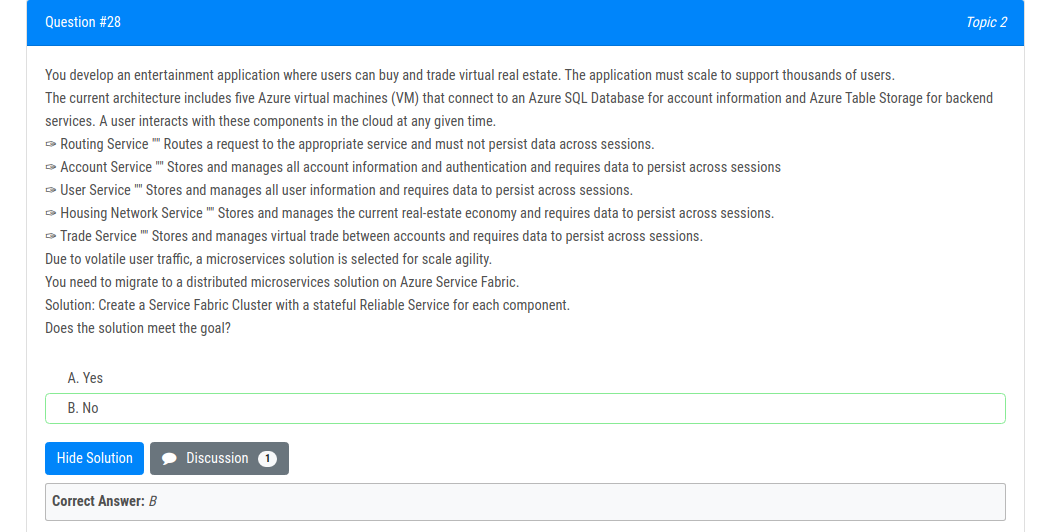 Question #28
Topic 2
You develop an entertainment application where users can buy and trade virtual real estate. The application must scale to support thousands of users.
The current architecture includes five Azure virtual machines (VM) that connect to an Azure SQL Database for account information and Azure Table Storage for backend
services. A user interacts with these components in the cloud at any given time.
✑ Routing Service "" Routes a request to the appropriate service and must not persist data across sessions.
✑ Account Service "" Stores and manages all account information and authentication and requires data to persist across sessions
✑ User Service "" Stores and manages all user information and requires data to persist across sessions.
✑ Housing Network Service "" Stores and manages the current real-estate economy and requires data to persist across sessions.
✑ Trade Service "" Stores and manages virtual trade between accounts and requires data to persist across sessions.
Due to volatile user traffic, a microservices solution is selected for scale agility.
You need to migrate to a distributed microservices solution on Azure Service Fabric.
Solution: Create a Service Fabric Cluster with a stateful Reliable Service for each component.
Does the solution meet the goal?
A. Yes
B. No
Hide Solution
Discussion 1
Correct Answer: B